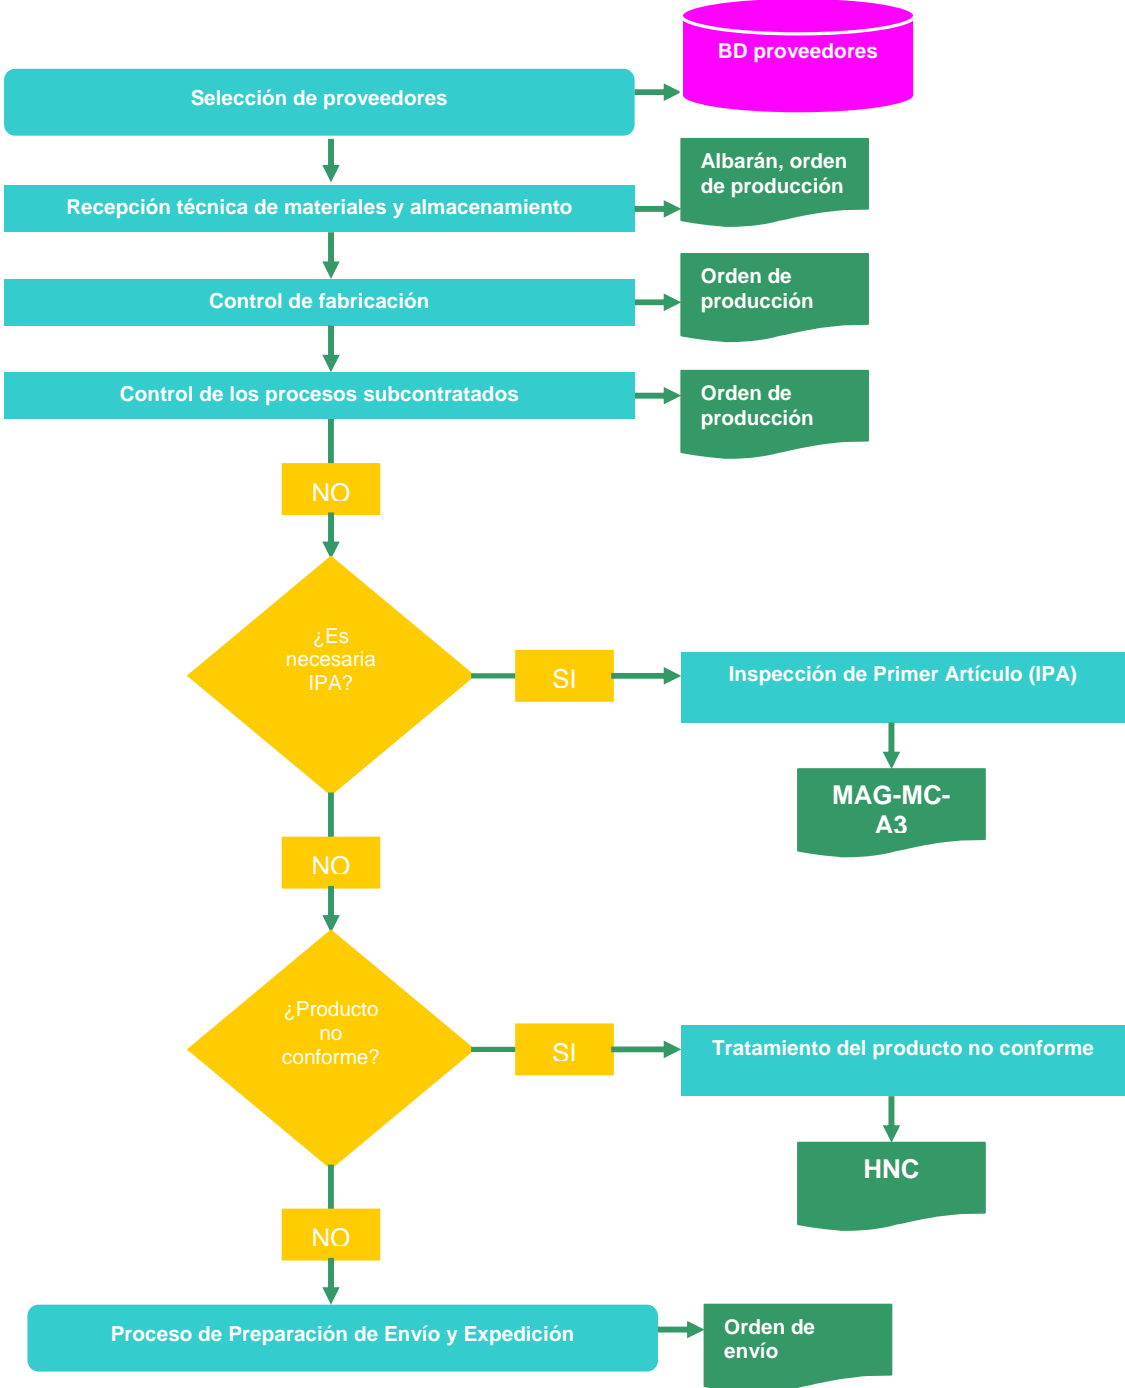 BD proveedores
Selección de proveedores
Albarán, orden
de producción
Recepción técnica de materiales y almacenamiento
Orden de
producción
Control de fabricación
Orden de
producción
Control de los procesos subcontratados
NO
¿Es
necesaria
IPA?
SI
Inspección de Primer Artículo (IPA)
MAG-MC-
A3
NO
¿Producto
no
conforme?
SI
Tratamiento del producto no conforme
HNC
NO
Proceso de Preparación de Envío y Expedición
Orden de
envío